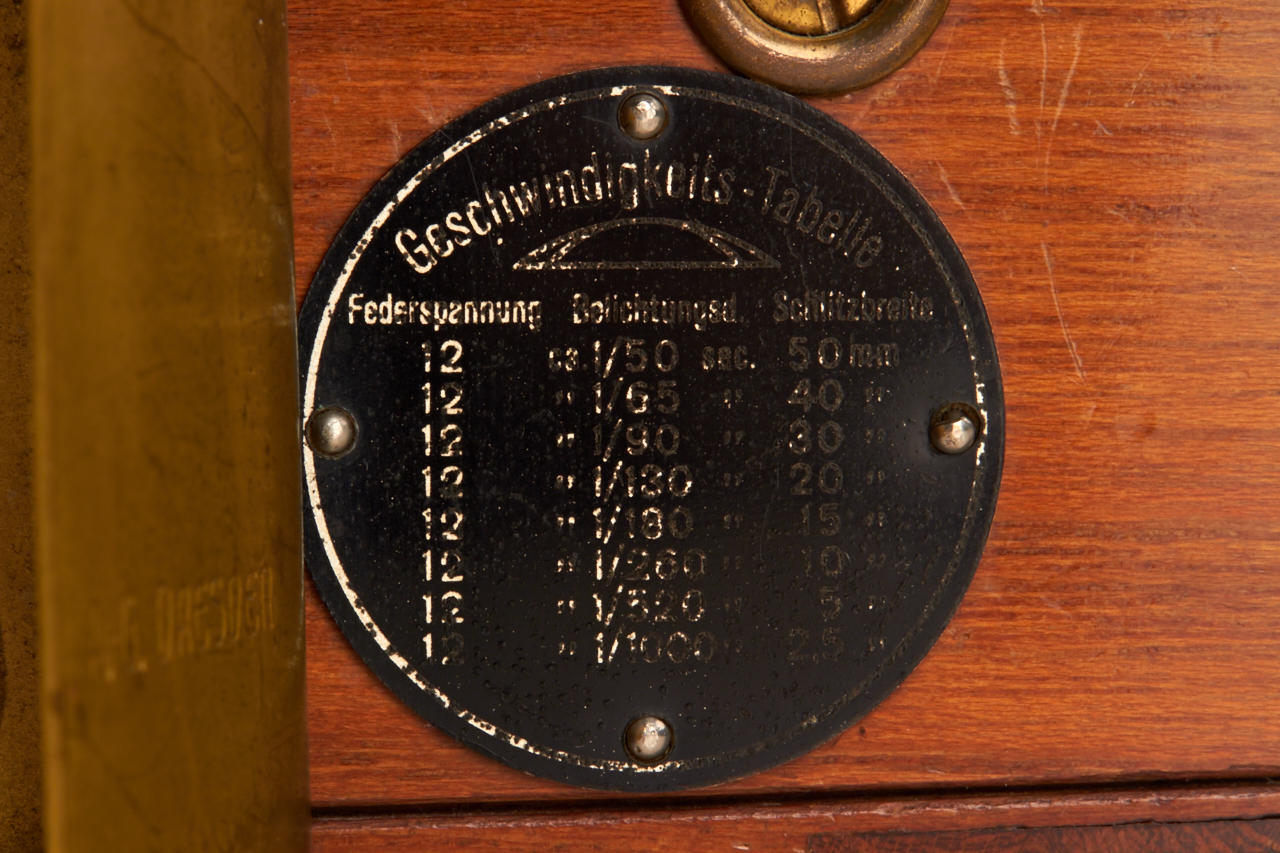 Geschwindigkeits-Tabelle
Federspannung Belichtungsd. Schlitzbreite
12 ca. 1/50 sec. 50 mm
12 " 1/65 " 40 "
12 " 1/90 " 30 "
12 " 1/130 " 20 "
12 " 1/180 " 15 "
12 " 1/260 " 10 "
12 " 1/520 " 5 "
12 " 1/1000 " 2,5 "
DRESDEN